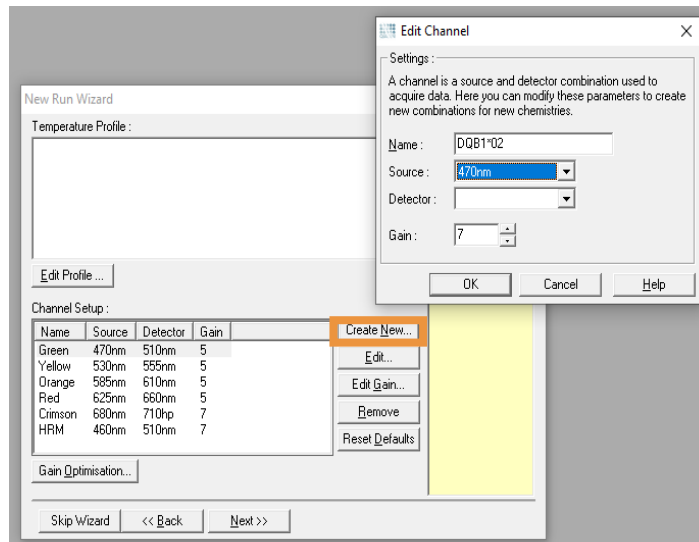 Edit Channel
Settings :
A channel is a source and detector combination used to
acquire data. Here you can modify these parameters to create
new combinations for new chemistries.
Name :
DQB1*02
Source :
470nm
Detector :
Gain :
7
OK
Cancel
Help
New Run Wizard
Temperature Profile :
Edit Profile ...
Channel Setup :
Name Source Detector Gain
Green 470nm 510nm 5
Yellow 530nm 555nm 5
Orange 585nm 610nm 5
Red 625nm 660nm 5
Crimson 680nm 710hp 7
HRM 460nm 510nm 7
Create New...
Edit...
Edit Gain...
Remove
Reset Defaults
Gain Optimisation...
Skip Wizard
<< Back
Next >>